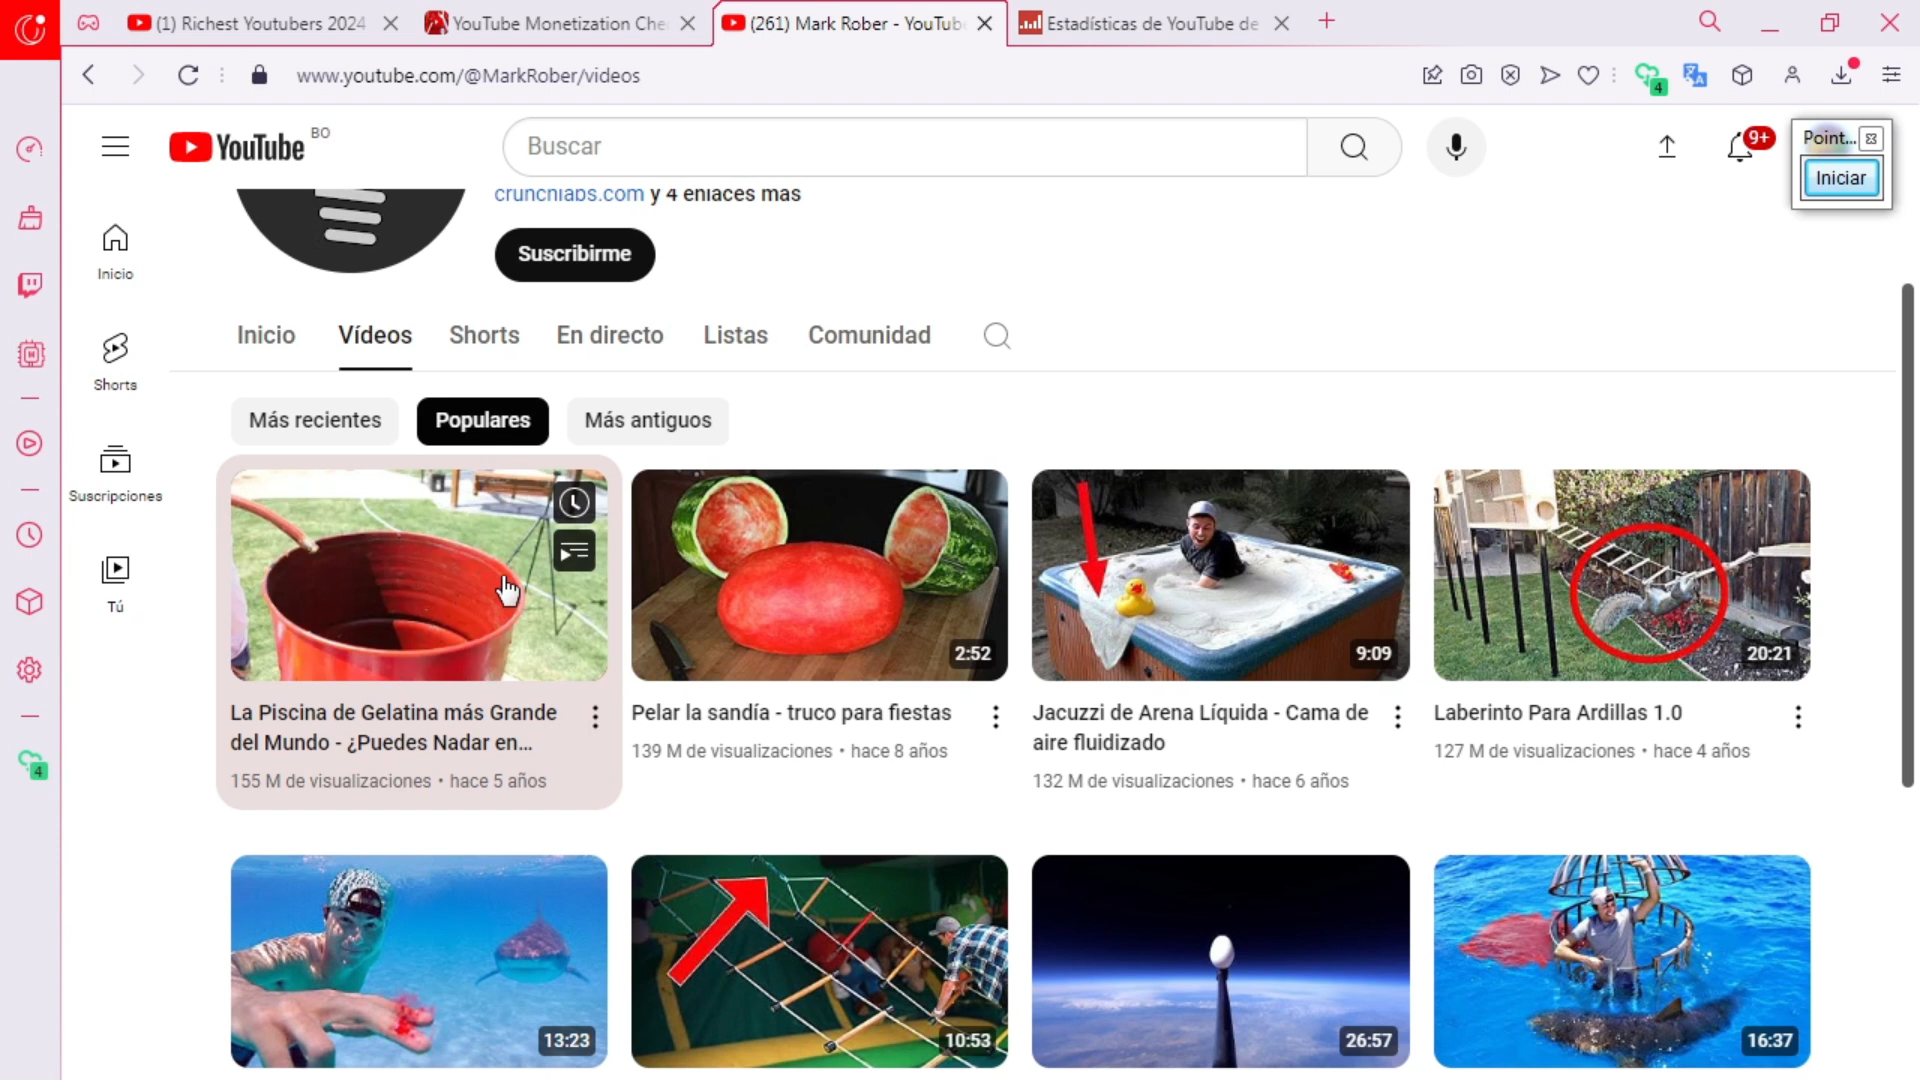 (1) Richest Youtubers 2024
YouTube Monetization Che
(261) Mark Rober - YouTub
Estadísticas de YouTube de
www.youtube.com/@MarkRober/videos
4
YouTube BO
Buscar
9+
Point...
Iniciar
crunchlabs.com y 4 enlaces más
Suscribirme
Inicio
Shorts
Suscripciones
Tú
4
Inicio Vídeos Shorts En directo Listas Comunidad
Más recientes Populares Más antiguos
2:52
9:09
20:21
La Piscina de Gelatina más Grande
del Mundo - ¿Puedes Nadar en...
155 M de visualizaciones • hace 5 años
Pelar la sandía - truco para fiestas
139 M de visualizaciones • hace 8 años
Jacuzzi de Arena Líquida - Cama de
aire fluidizado
132 M de visualizaciones • hace 6 años
Laberinto Para Ardillas 1.0
127 M de visualizaciones • hace 4 años
13:23
10:53
26:57
16:37